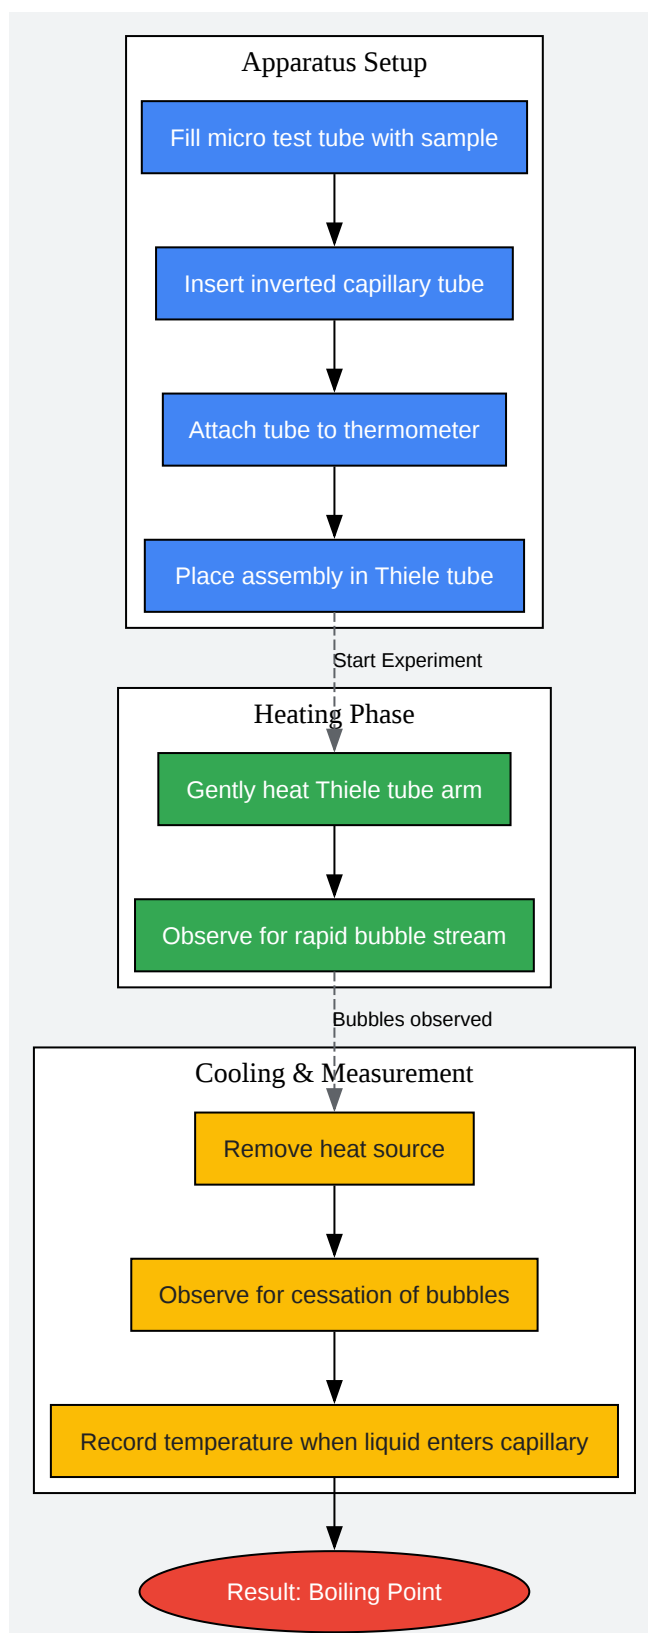 Apparatus Setup
Fill micro test tube with sample
Insert inverted capillary tube
Attach tube to thermometer
Place assembly in Thiele tube
Start Experiment
Heating Phase
Gently heat Thiele tube arm
Observe for rapid bubble stream
Bubbles observed
Cooling & Measurement
Remove heat source
Observe for cessation of bubbles
Record temperature when liquid enters capillary
Result: Boiling Point